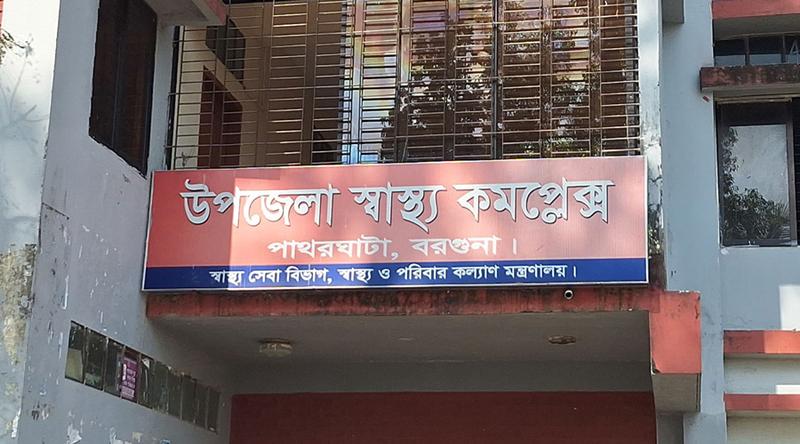 উপজেলা স্বাস্থ্য কমপ্লেক্স
পাথরঘাটা, বরগুনা।
স্বাস্থ্য সেবা বিভাগ, স্বাস্থ্য ও পরিবার কল্যাণ মন্ত্রণালয়।